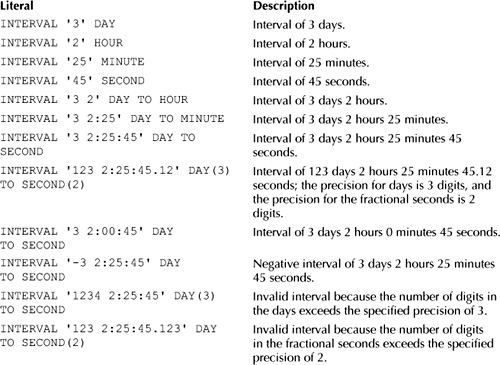 Literal Description
INTERVAL '3' DAY Interval of 3 days.
INTERVAL '2' HOUR Interval of 2 hours.
INTERVAL '25' MINUTE Interval of 25 minutes.
INTERVAL '45' SECOND Interval of 45 seconds.
INTERVAL '3 2' DAY TO HOUR Interval of 3 days 2 hours.
INTERVAL '3 2:25' DAY TO MINUTE Interval of 3 days 2 hours 25 minutes.
INTERVAL '3 2:25:45' DAY TO Interval of 3 days 2 hours 25 minutes 45
SECOND seconds.
INTERVAL '123 2:25:45.12' DAY(3) Interval of 123 days 2 hours 25 minutes 45.12
TO SECOND(2) seconds; the precision for days is 3 digits, and
the precision for the fractional seconds is 2
digits.
INTERVAL '3 2:00:45' DAY Interval of 3 days 2 hours 0 minutes 45 seconds.
TO SECOND
INTERVAL '-3 2:25:45' DAY Negative interval of 3 days 2 hours 25 minutes
TO SECOND 45 seconds.
INTERVAL '1234 2:25:45' DAY(3) Invalid interval because the number of digits in
TO SECOND the days exceeds the specified precision of 3.
INTERVAL '123 2:25:45.123' DAY Invalid interval because the number of digits
TO SECOND(2) in the fractional seconds exceeds the specified
precision of 2.